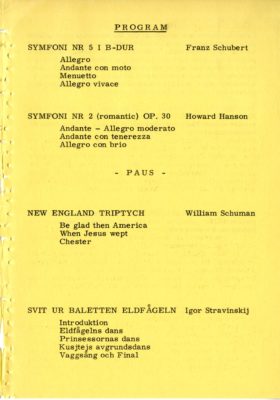 PROGRAM
SYMFONI NR 5 I B-DUR Franz Schubert
Allegro
Andante con moto
Menuetto
Allegro vivace
SYMFONI NR 2 (romantic) OP. 30 Howard Hanson
Andante - Allegro moderato
Andante con tenerezza
Allegro con brio
- PAUS -
NEW ENGLAND TRIPTYCH William Schuman
Be glad then America
When Jesus wept
Chester
SVIT UR BALETTEN ELDFÅGELN Igor Stravinskij
Introduktion
Eldfågelns dans
Prinsessornas dans
Kusjtejs avgrundsdans
Vaggsång och Final